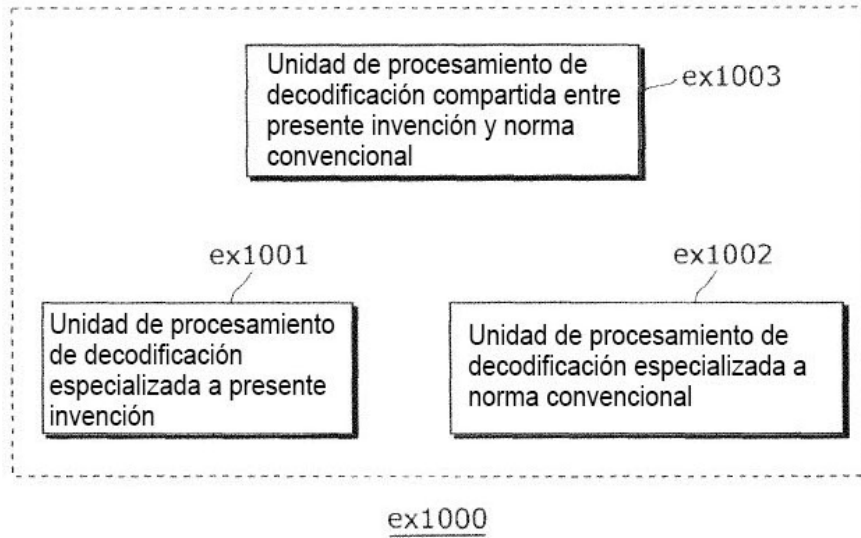 Unidad de procesamiento de
decodificación compartida entre
presente invención y norma
convencional
ex1003
ex1001
Unidad de procesamiento
de decodificación
especializada a presente
invención
ex1002
Unidad de procesamiento de
decodificación especializada a
norma convencional
ex1000